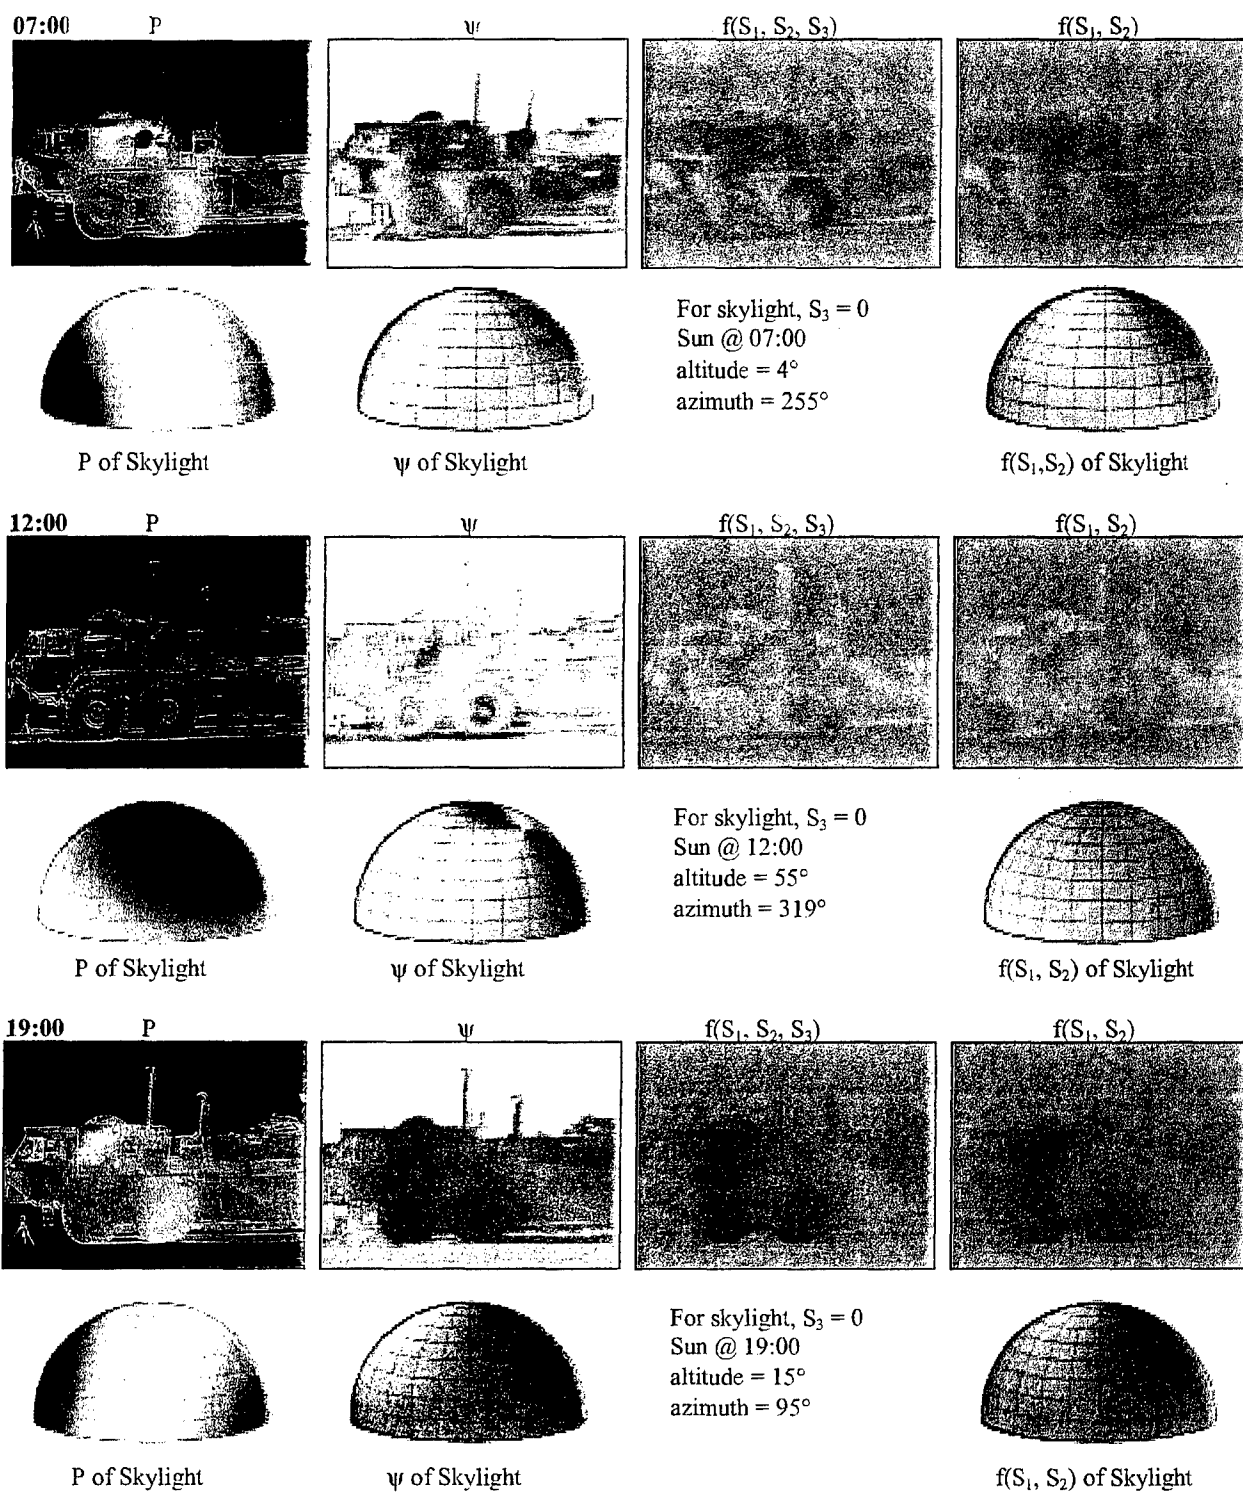 07:00 P ψ f(S₁, S₂, S₃) f(S₁, S₂)
For skylight, S₃ = 0
Sun @ 07:00
altitude = 4°
azimuth = 255°
P of Skylight ψ of Skylight f(S₁,S₂) of Skylight
12:00 P ψ f(S₁, S₂, S₃) f(S₁, S₂)
For skylight, S₃ = 0
Sun @ 12:00
altitude = 55°
azimuth = 319°
P of Skylight ψ of Skylight f(S₁, S₂) of Skylight
19:00 P ψ f(S₁, S₂, S₃) f(S₁, S₂)
For skylight, S₃ = 0
Sun @ 19:00
altitude = 15°
azimuth = 95°
P of Skylight ψ of Skylight f(S₁, S₂) of Skylight